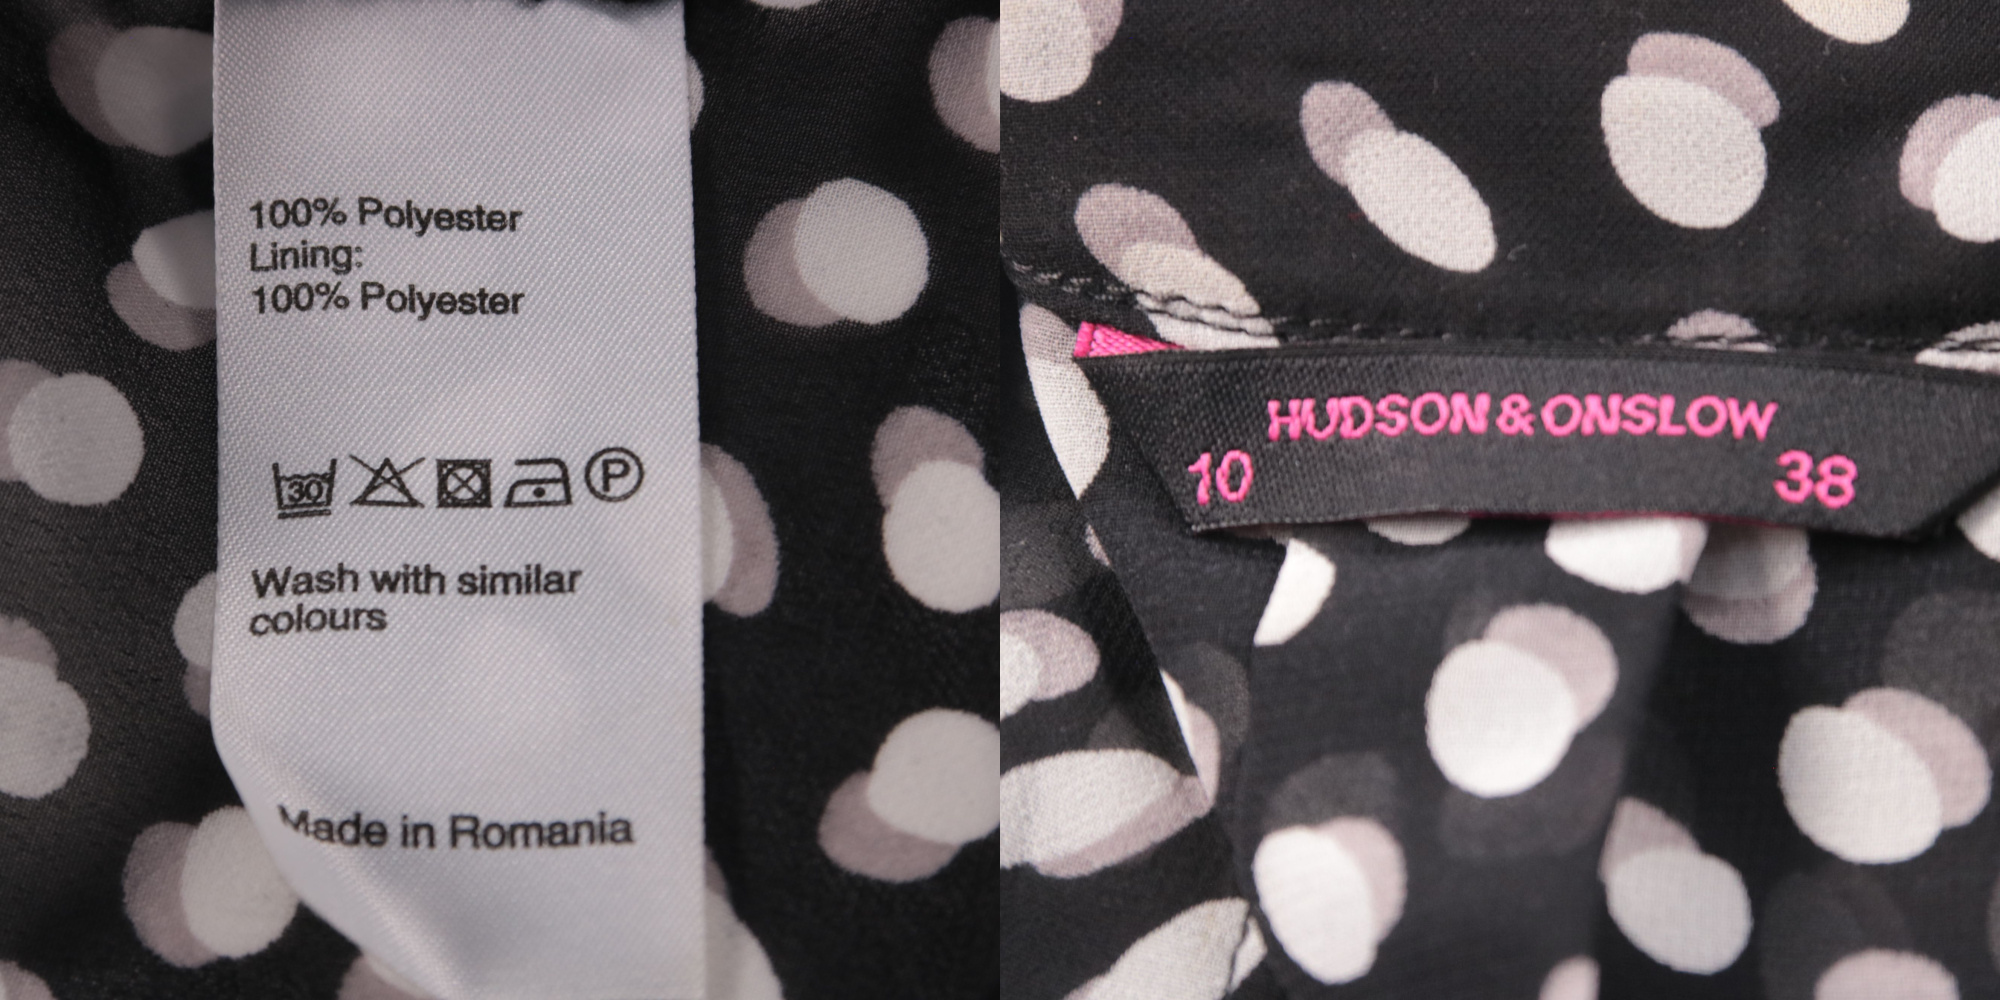 100% Polyester
Lining:
100% Polyester
30
P
Wash with similar
colours
Made in Romania
HUDSON & ONSLOW
10 38